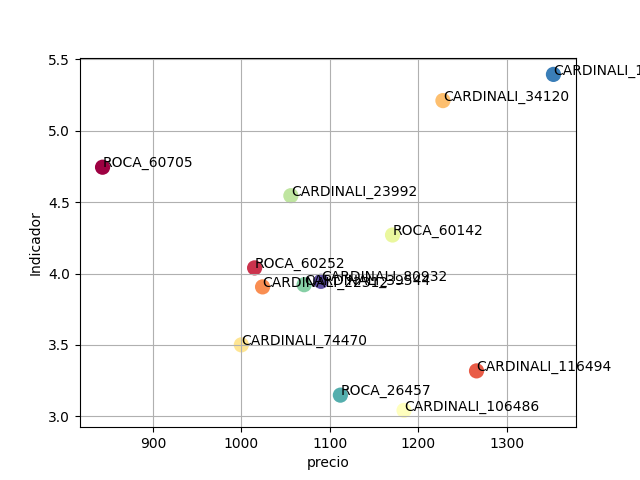 5.5
5.0
4.5
4.0
3.5
3.0
Indicador
CARDINALI_1
CARDINALI_34120
ROCA_60705
CARDINALI_23992
ROCA_60142
ROCA_60252
CARDINALI_80932
CARDINALI_74470
CARDINALI_116494
ROCA_26457
CARDINALI_106486
900 1000 1100 1200 1300
precio